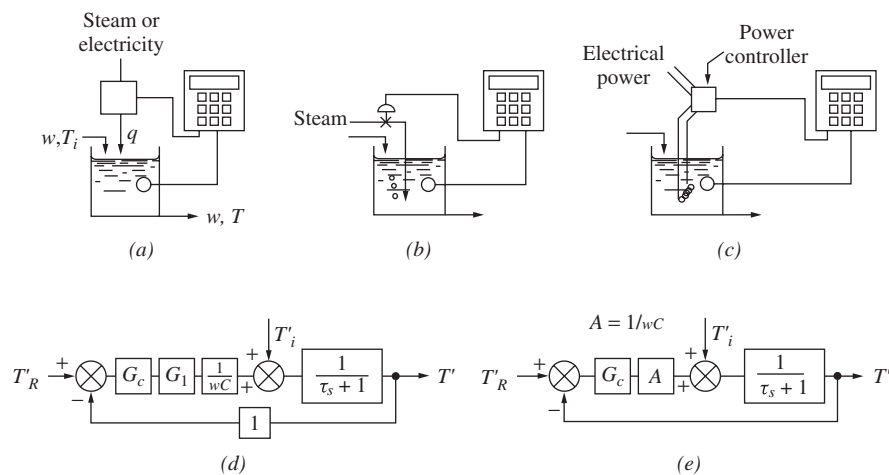 Steam or
electricity
w,T_i
q
w, T
(a)
Steam
(b)
Electrical
power
Power
controller
(c)
T'_R
+
−
G_c
G_1
1/wC
+
+
T'_i
1/(τ_s + 1)
T'
1
(d)
A = 1/wC
T'_R
+
−
G_c
A
+
+
T'_i
1/(τ_s + 1)
T'
(e)